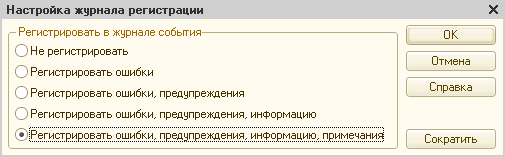 Настройка журнала регистрации
Регистрировать в журнале события
Не регистрировать
Регистрировать ошибки
Регистрировать ошибки, предупреждения
Регистрировать ошибки, предупреждения, информацию
Регистрировать ошибки, предупреждения, информацию, примечания
OK
Отмена
Справка
Сократить